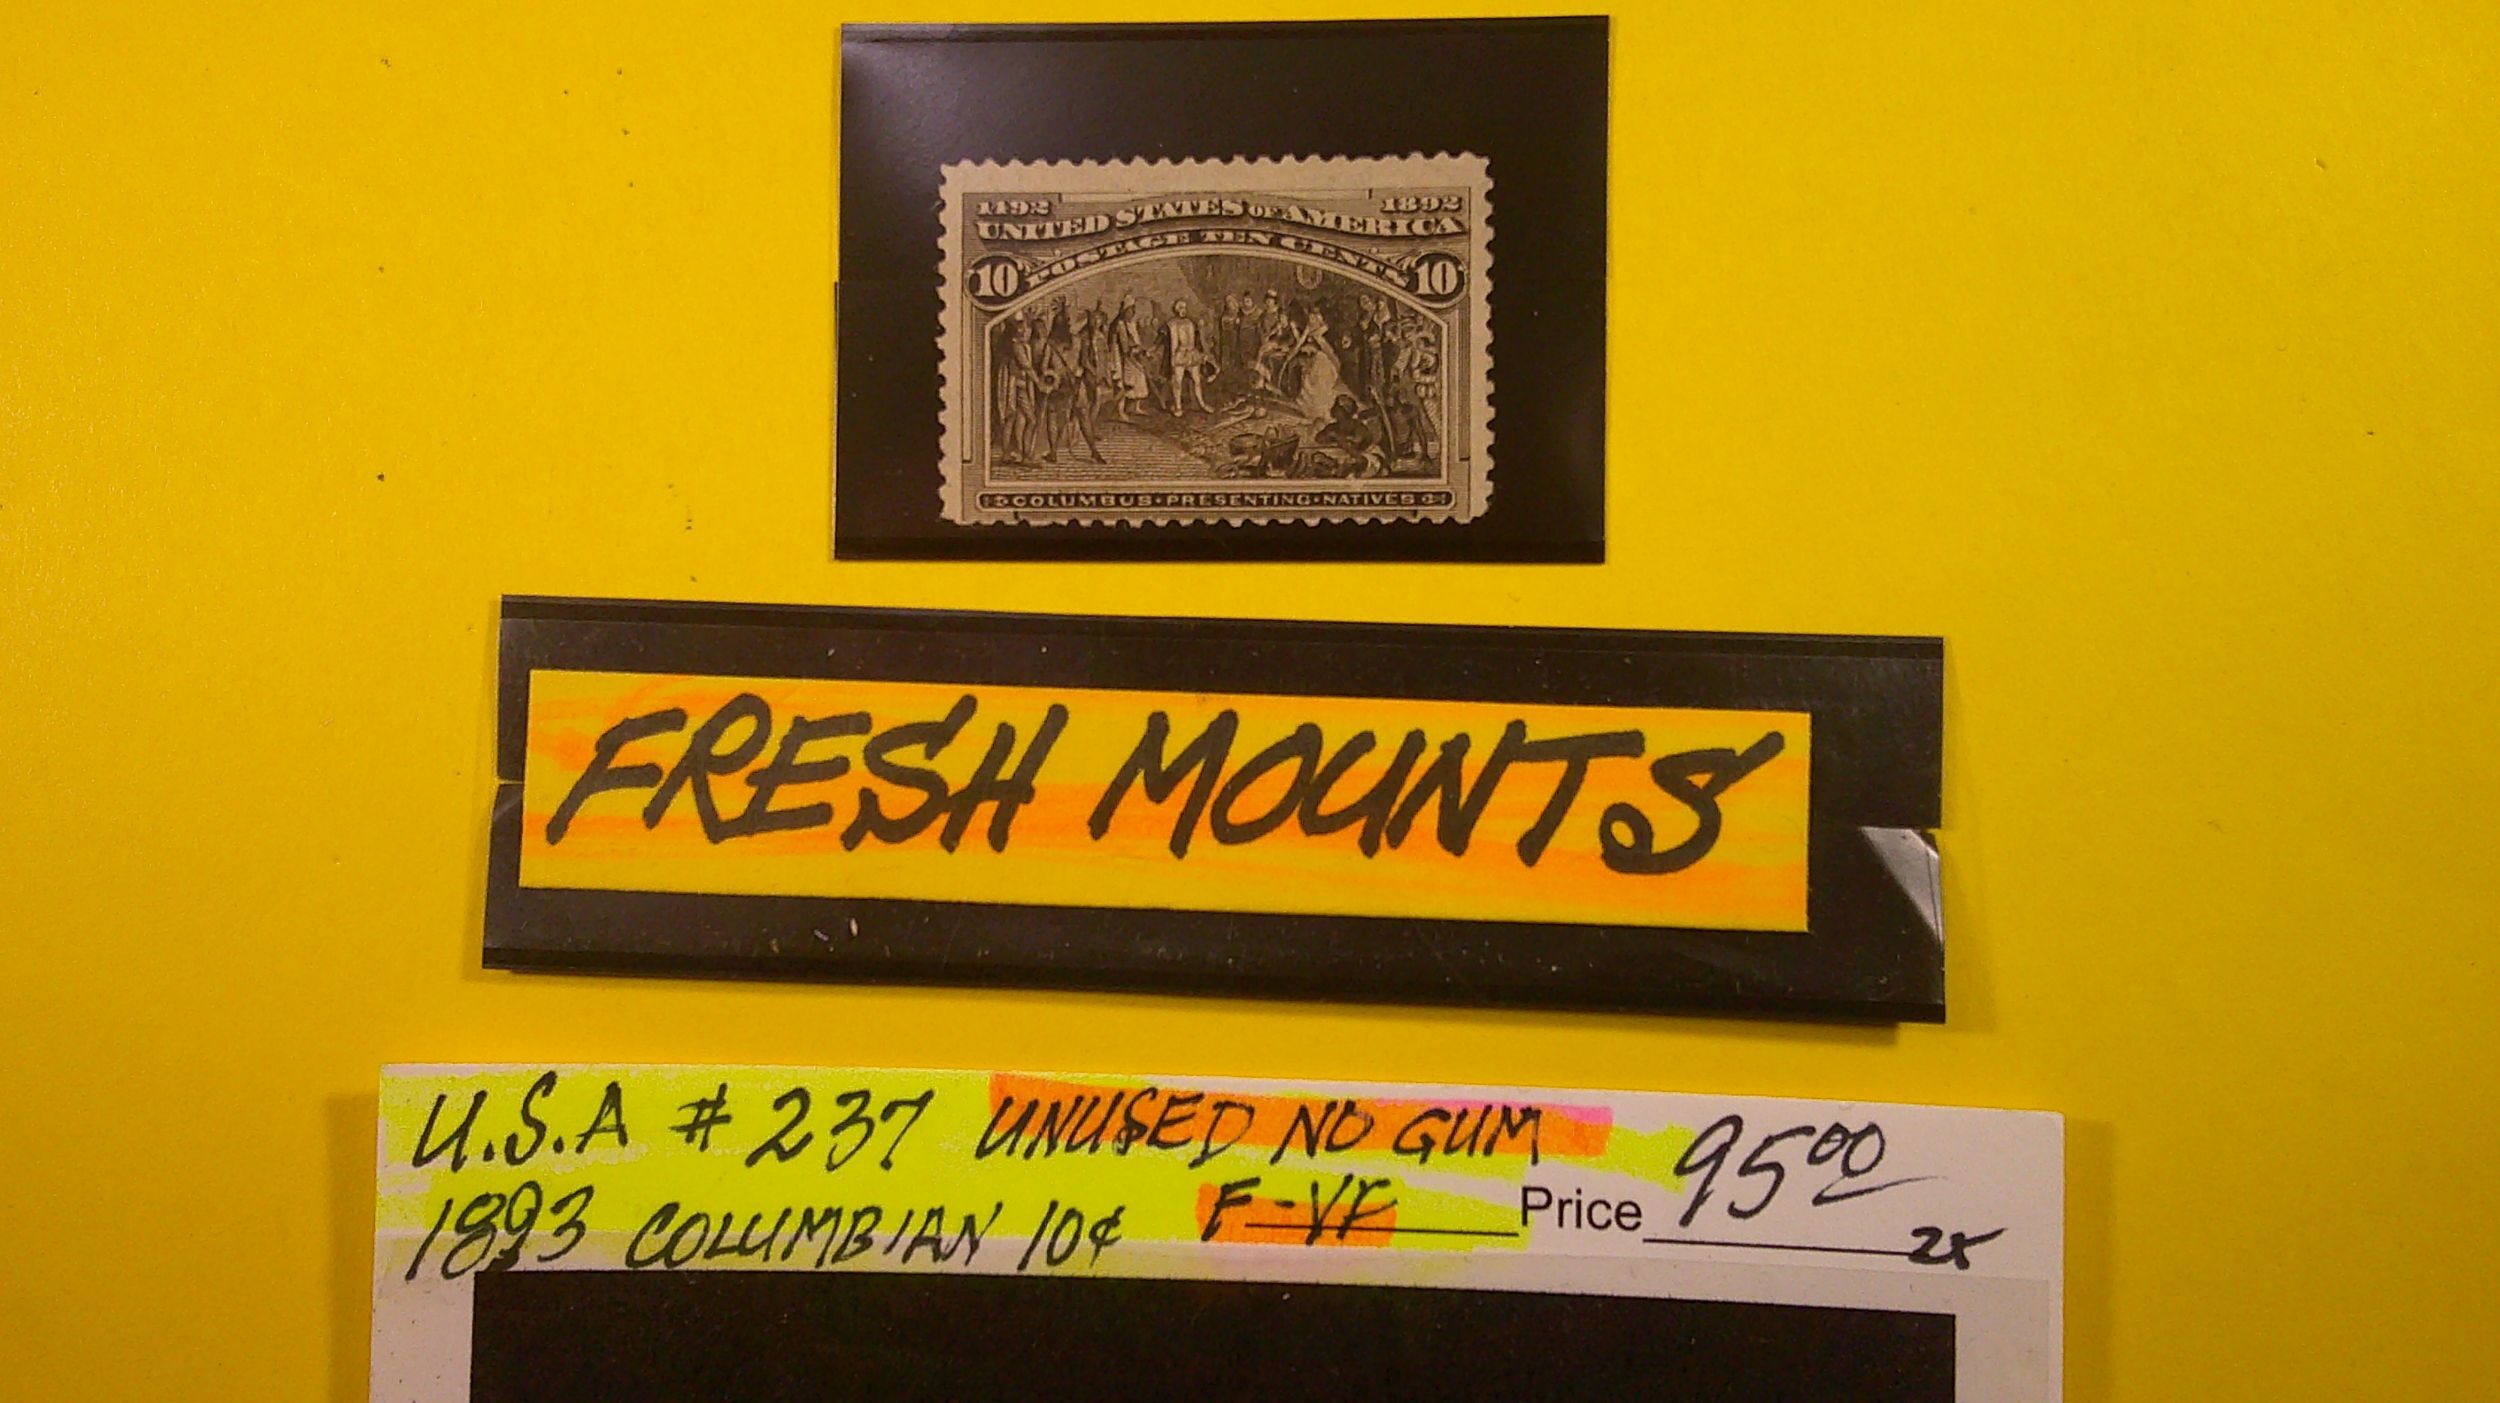 1492 1892
UNITED STATES OF AMERICA
POSTAGE TEN CENTS
10 10
COLUMBUS · PRESENTING · NATIVES
FRESH MOUNTS
U.S.A # 237 UNUSED NO GUM
1893 COLUMBIAN 10¢ F-VF Price 95.00 2x